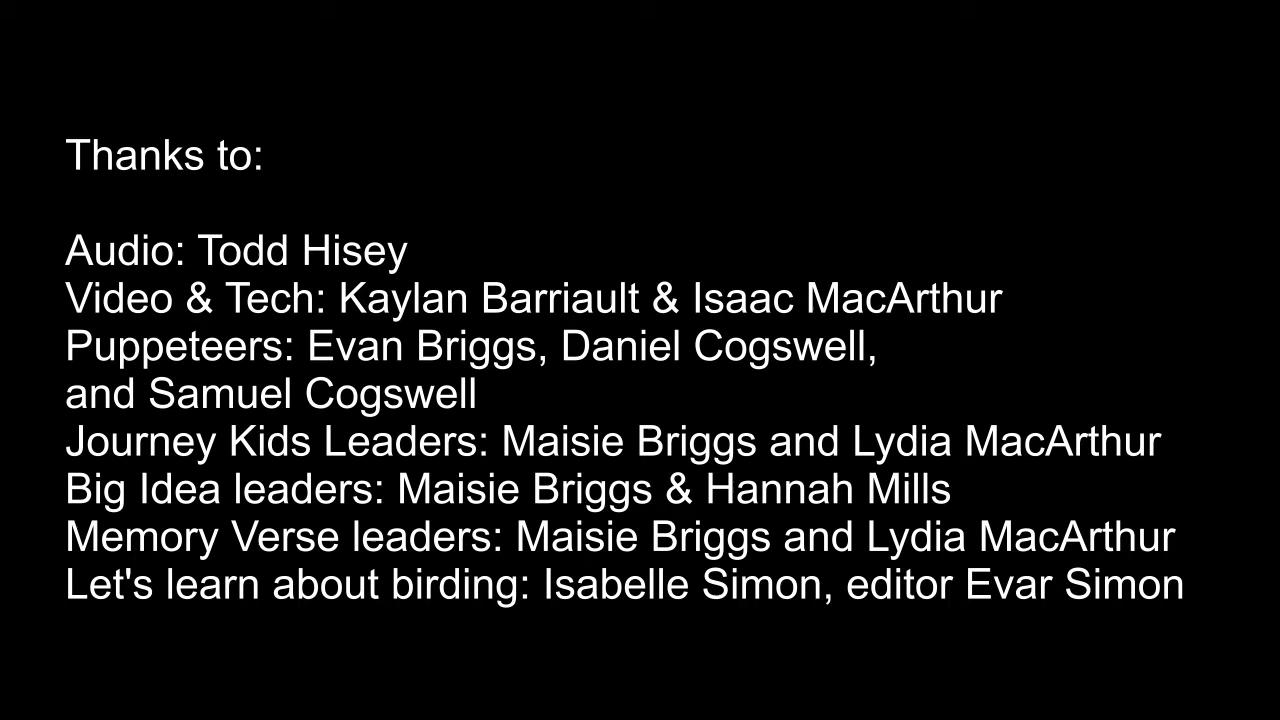 Thanks to:
Audio: Todd Hisey
Video & Tech: Kaylan Barriault & Isaac MacArthur
Puppeteers: Evan Briggs, Daniel Cogswell,
and Samuel Cogswell
Journey Kids Leaders: Maisie Briggs and Lydia MacArthur
Big Idea leaders: Maisie Briggs & Hannah Mills
Memory Verse leaders: Maisie Briggs and Lydia MacArthur
Let's learn about birding: Isabelle Simon, editor Evar Simon